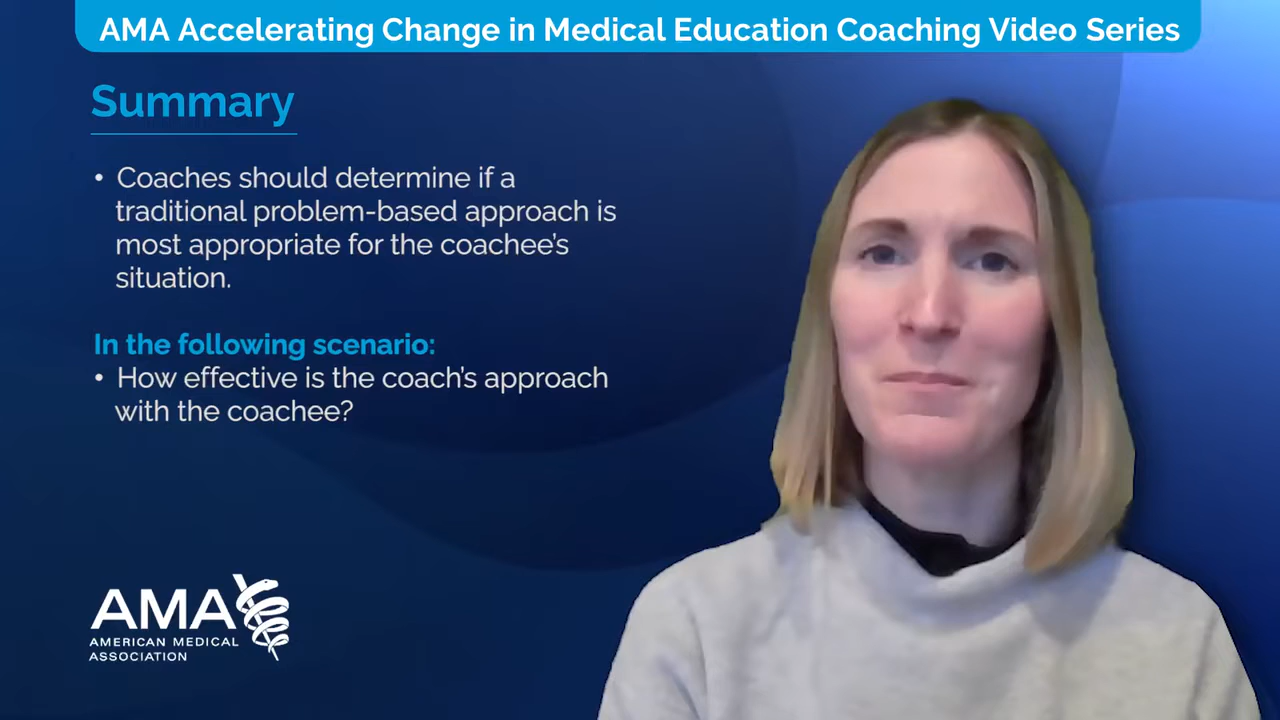 AMA Accelerating Change in Medical Education Coaching Video Series
Summary
• Coaches should determine if a
traditional problem-based approach is
most appropriate for the coachee's
situation.
In the following scenario:
• How effective is the coach's approach
with the coachee?
AMA
AMERICAN MEDICAL
ASSOCIATION